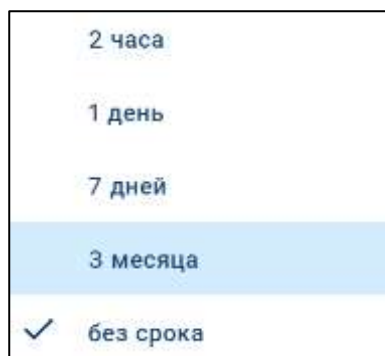 2 часа
1 день
7 дней
3 месяца
без срока